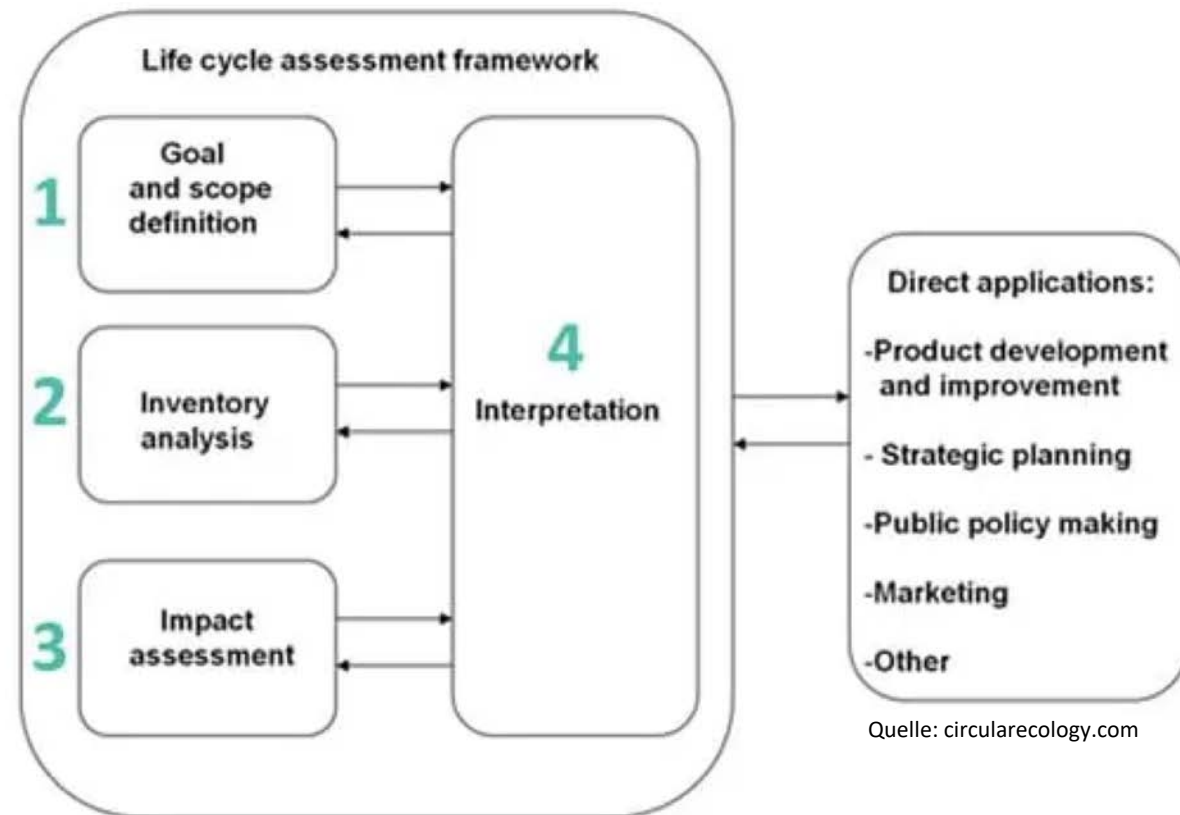 Life cycle assessment framework
1
Goal
and scope
definition
2
Inventory
analysis
3
Impact
assessment
4
Interpretation
Direct applications:
-Product development
and improvement
- Strategic planning
-Public policy making
-Marketing
-Other
Quelle: circularecology.com